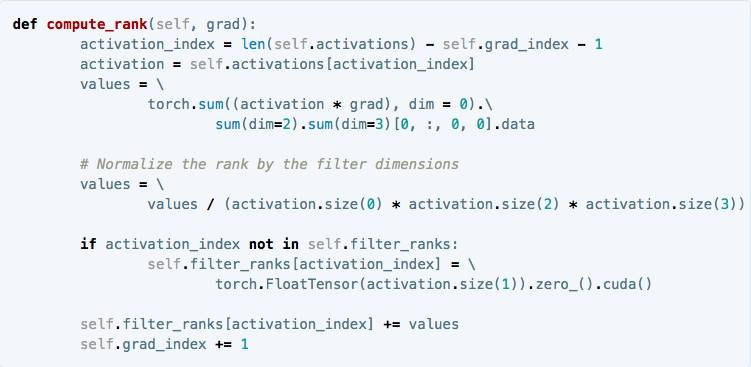 def compute_rank(self, grad):
        activation_index = len(self.activations) - self.grad_index - 1
        activation = self.activations[activation_index]
        values = \
                torch.sum((activation * grad), dim = 0).\
                        sum(dim=2).sum(dim=3)[0, :, 0, 0].data

        # Normalize the rank by the filter dimensions
        values = \
                values / (activation.size(0) * activation.size(2) * activation.size(3))

        if activation_index not in self.filter_ranks:
                self.filter_ranks[activation_index] = \
                        torch.FloatTensor(activation.size(1)).zero_().cuda()

        self.filter_ranks[activation_index] += values
        self.grad_index += 1